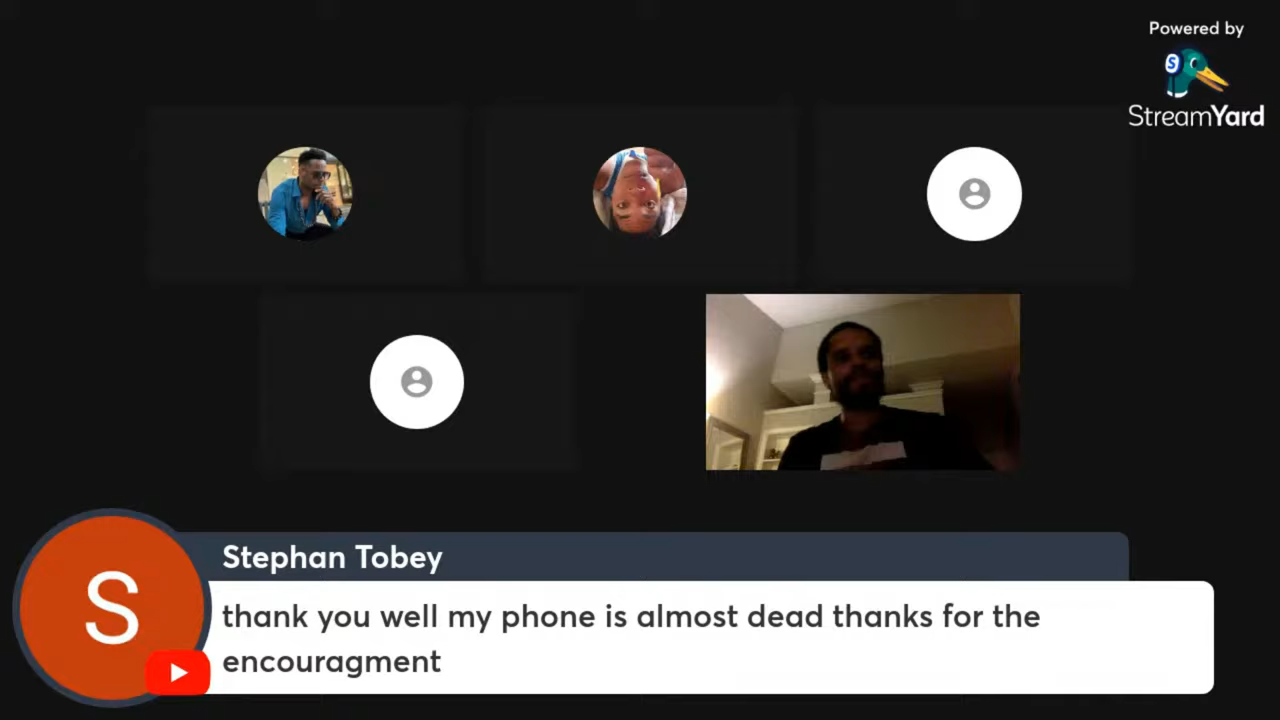 Powered by
S
StreamYard
Stephan Tobey
S
thank you well my phone is almost dead thanks for the
encouragment